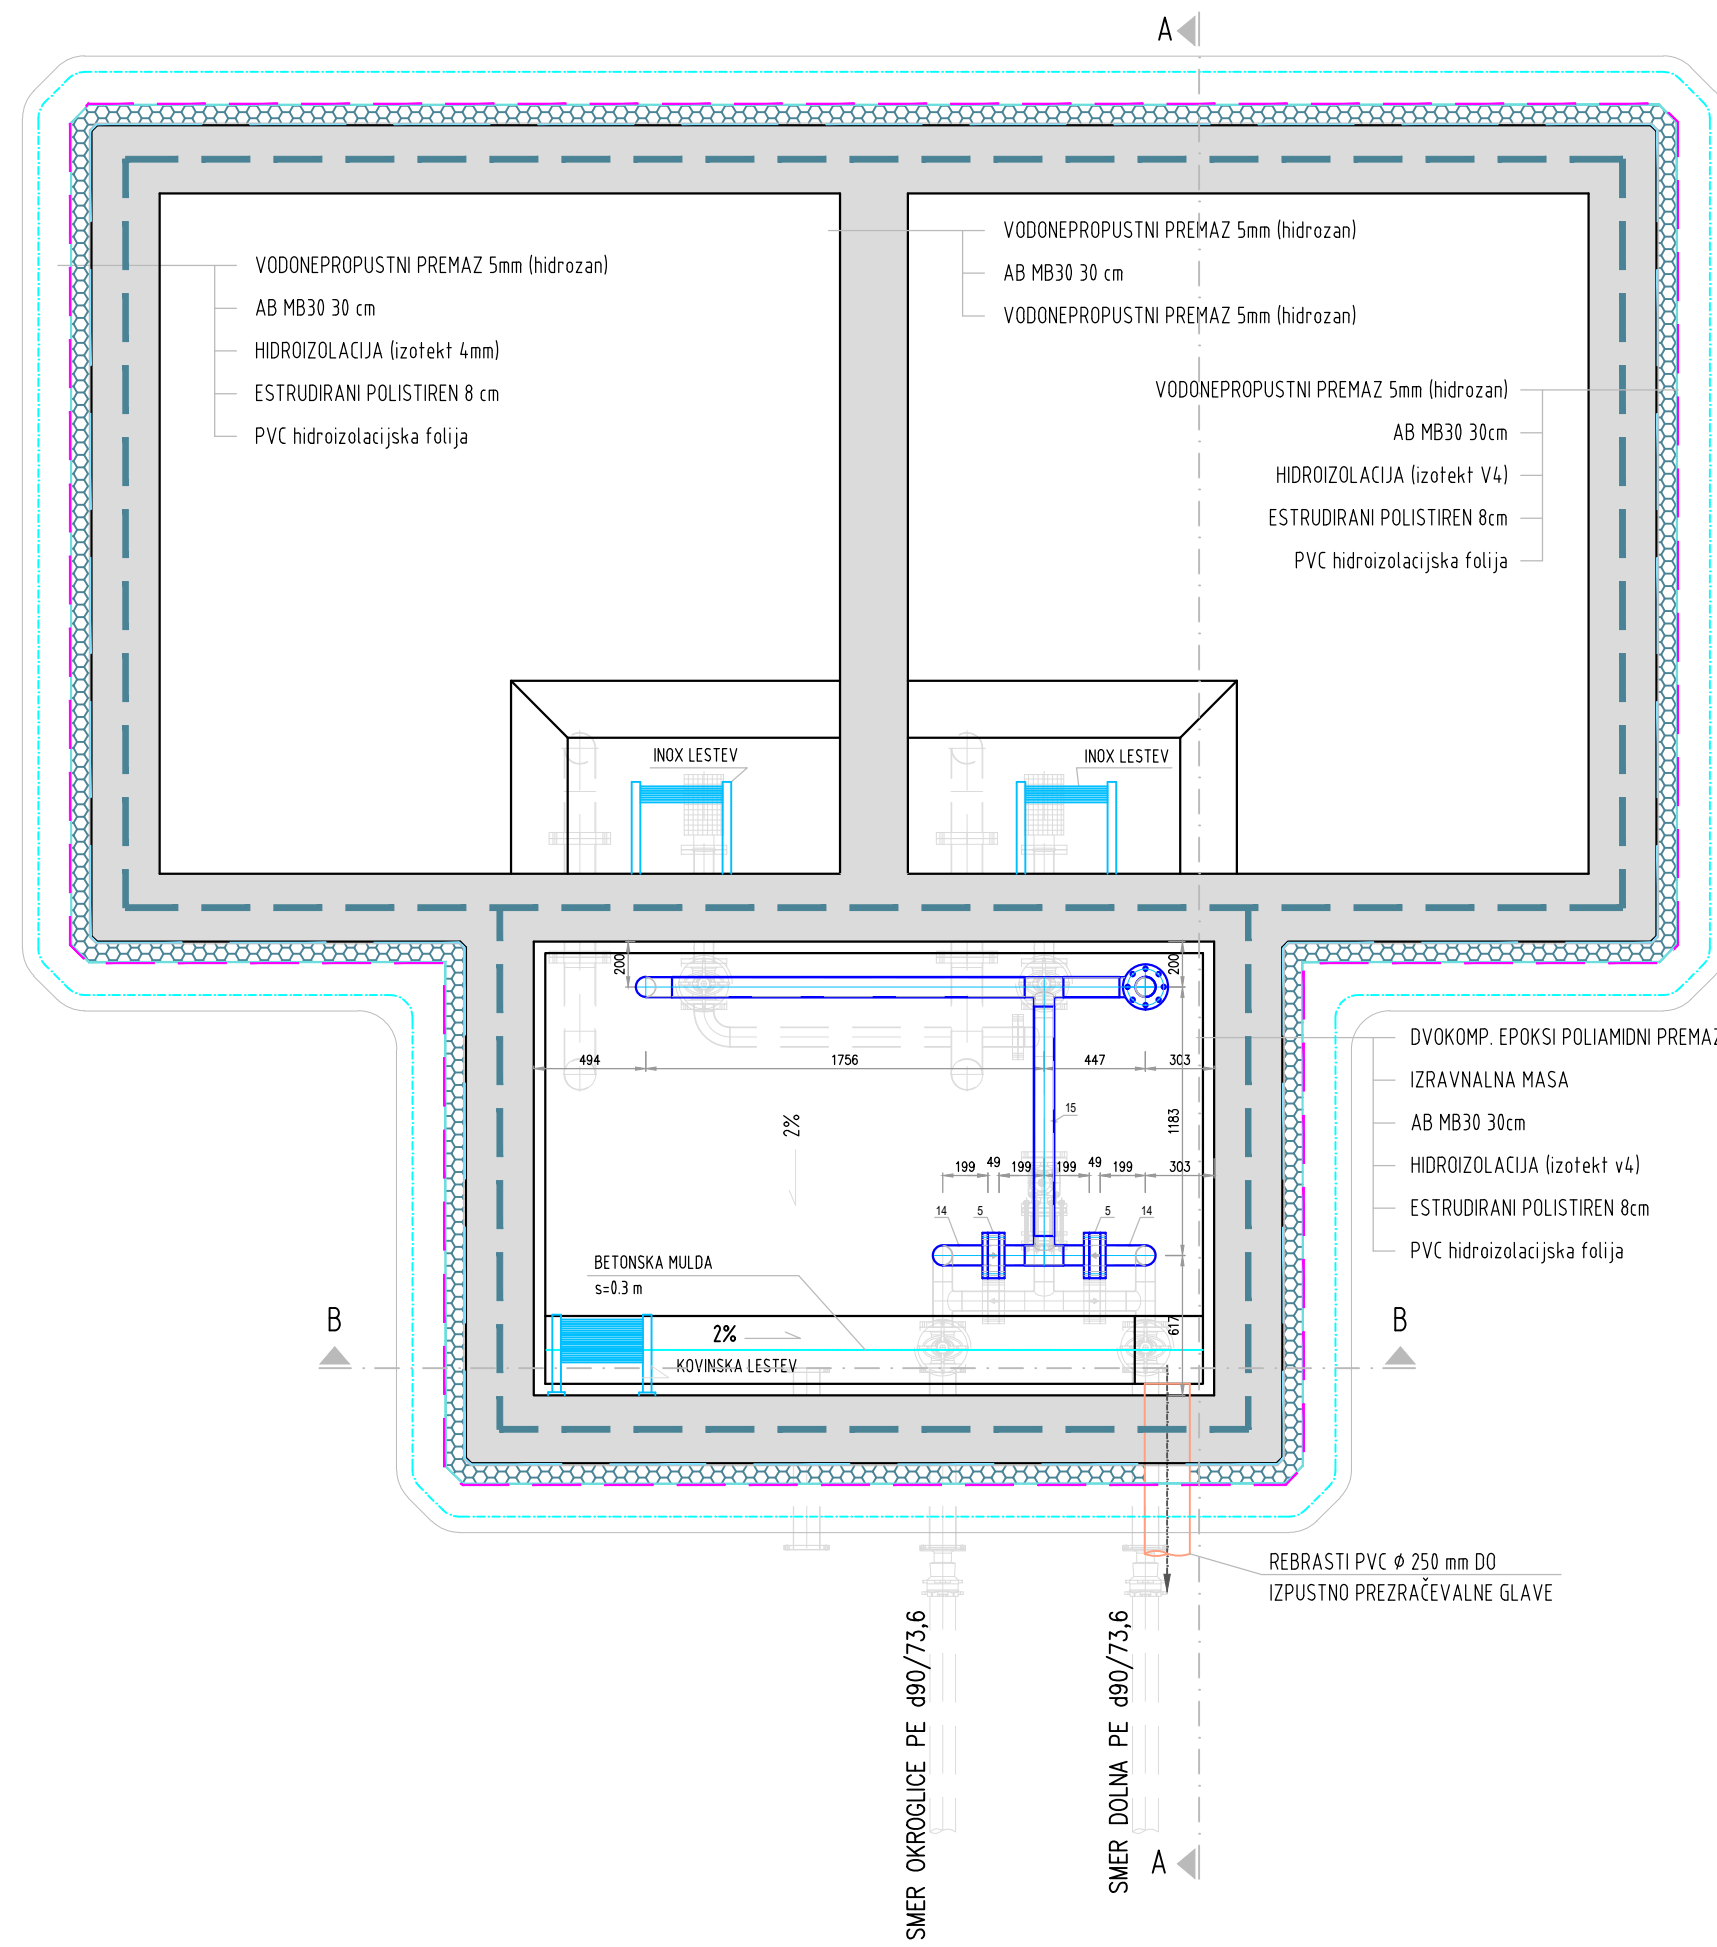 A
VODONEPROPUSTNI PREMAZ 5mm (hidrozan)
AB MB30 30 cm
HIDROIZOLACIJA (izotekt 4mm)
ESTRUDIRANI POLISTIREN 8 cm
PVC hidroizolacijska folija
VODONEPROPUSTNI PREMAZ 5mm (hidrozan)
AB MB30 30 cm
VODONEPROPUSTNI PREMAZ 5mm (hidrozan)
VODONEPROPUSTNI PREMAZ 5mm (hidrozan)
AB MB30 30cm
HIDROIZOLACIJA (izotekt V4)
ESTRUDIRANI POLISTIREN 8cm
PVC hidroizolacijska folija
INOX LESTEV
INOX LESTEV
200
200
494
1756
447
303
1183
15
2%
199
49
199
199
49
199
303
14
5
5
14
DVOKOMP. EPOKSI POLIAMIDNI PREMAZ
IZRAVNALNA MASA
AB MB30 30cm
HIDROIZOLACIJA (izotekt v4)
ESTRUDIRANI POLISTIREN 8cm
PVC hidroizolacijska folija
BETONSKA MULDA
s=0.3 m
617
2%
KOVINSKA LESTEV
B
B
REBRASTI PVC ϕ 250 mm DO
IZPUSTNO PREZRAČEVALNE GLAVE
SMER OKROGLICE PE d90/73,6
SMER DOLNA PE d90/73,6
A